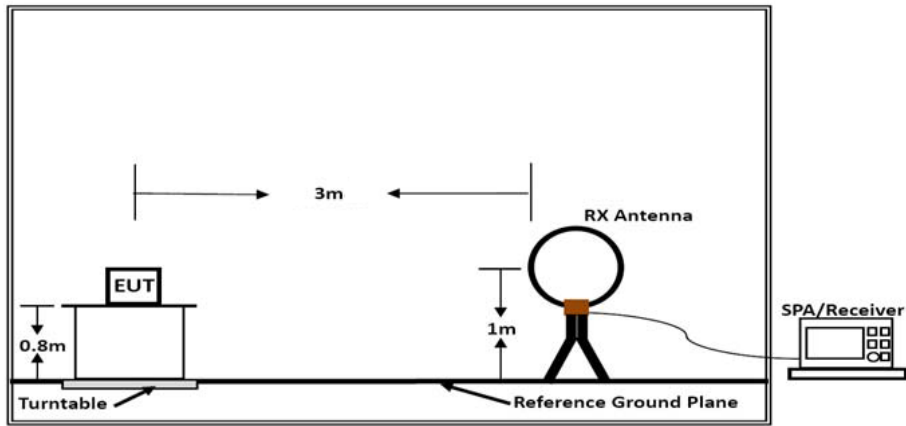 3m
RX Antenna
EUT
SPA/Receiver
0.8m
1m
Turntable
Reference Ground Plane